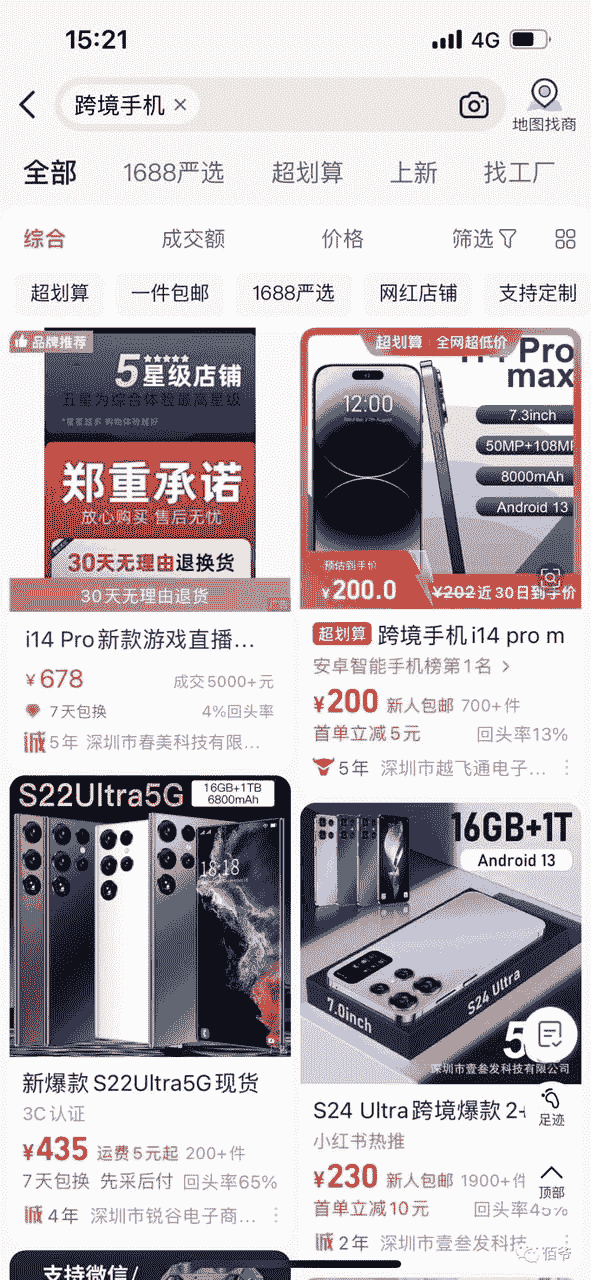 15:21
4G
跨境手机 ×
地图找商
全部
1688严选
超划算
上新
找工厂
综合
成交额
价格
筛选
超划算
一件包邮
1688严选
网红店铺
支持定制
品牌推荐
5星级店铺
五星为综合体验最高星级
郑重承诺
放心购买 售后无忧
30天无理由退换货
30天无理由退货
i14 Pro新款游戏直播...
¥678
成交5000+元
7天包换
4%回头率
诚5年 深圳市春美科技有限...
超划算 全网超低价
Pro
max
12:00
7.3inch
50MP+108MP
8000mAh
Android 13
预估到手价
¥200.0
¥202近30日到手价
超划算 跨境手机i14 pro m
安卓智能手机榜第1名
¥200 新人包邮 700+件
首单立减5元
回头率13%
5年 深圳市越飞通电子...
S22Ultra5G
16GB+1TB
6800mAh
18:18
新爆款S22Ultra5G现货
3C认证
¥435 运费5元起 200+件
7天包换 先采后付 回头率65%
诚4年 深圳市锐谷电子商...
支持微信/
16GB+1T
Android 13
7.0inch
S24 Ultra
5
深圳市壹叁发科技有限公司
S24 Ultra跨境爆款 2+
小红书热推
¥230 新人包邮 1900+件
首单立减10元
回头率45%
诚2年 深圳市壹叁发科技
足迹
顶部
佰爷